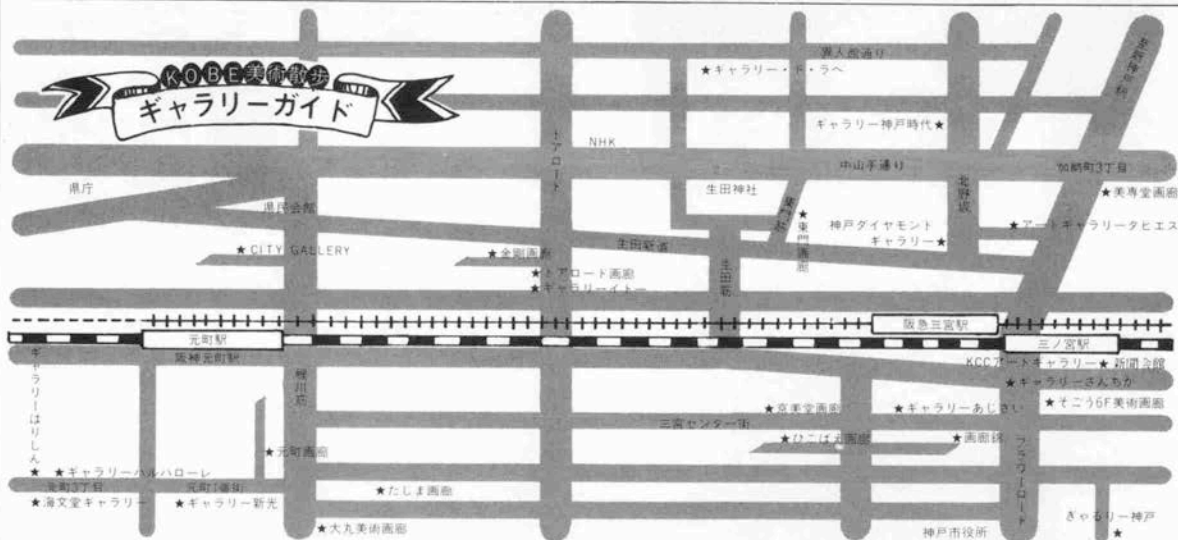 KOBE美術散歩
ギャラリーガイド
異人館通り
★ギャラリー・ド・ラペ
ギャラリー神戸時代★
トアロード
NHK
中山手通り
加納町3丁目
県庁
生田神社
★美専堂画廊
県民会館
東門筋
★東門画廊
北野坂
神戸ダイヤモンド
ギャラリー★
★アートギャラリータヒエス
★CITY GALLERY
★金剛画廊
生田新道
生田筋
★トアロード画廊
★ギャラリーイトー
阪急三宮駅
元町駅
三ノ宮駅
阪神元町駅
ギャラリーはりしん★
鯉川筋
KCCアートギャラリー★
新聞会館
★ギャラリーさんちか
★そごう6F美術画廊
★京美堂画廊
★ギャラリーあじさい
三宮センター街
★ひこばえ画廊
★画廊錆
フラワーロード
★元町画廊
★ギャラリーハルハローレ
元町3丁目
元町1番街
★海文堂ギャラリー
★ギャラリー新光
★たじま画廊
★大丸美術画廊
神戸市役所
ぎゃるりー神戸
★